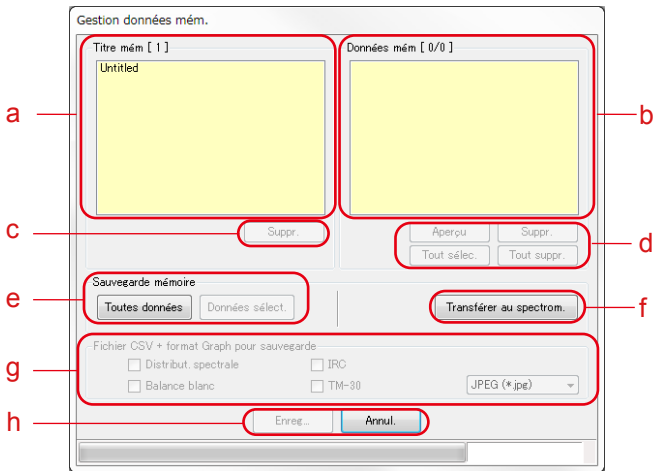 Gestion données mém.
Titre mém [ 1 ]
Données mém [ 0/0 ]
Untitled
a
b
c
Suppr.
Aperçu
Suppr.
d
Tout sélec.
Tout suppr.
Sauvegarde mémoire
e
Toutes données
Données sélect.
Transférer au spectrom.
f
Fichier CSV + format Graph pour sauvegarde
g
Distribut. spectrale
IRC
Balance blanc
TM-30
JPEG (*.jpg)
h
Enreg...
Annul.